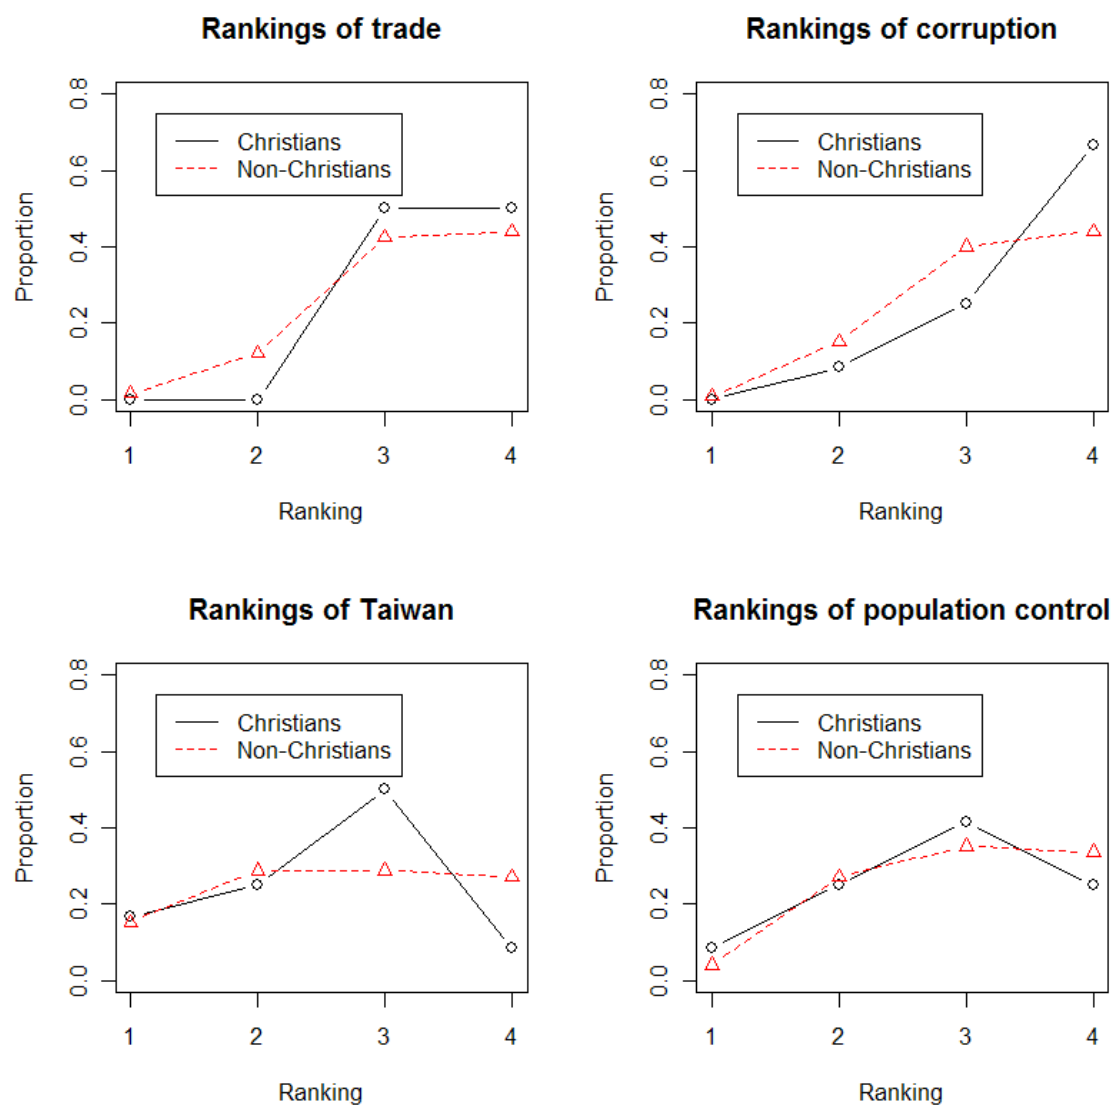 Rankings of trade
0.8
0.6
0.4
0.2
0.0
Proportion
Christians
Non-Christians
1 2 3 4
Ranking
Rankings of corruption
0.8
0.6
0.4
0.2
0.0
Proportion
Christians
Non-Christians
1 2 3 4
Ranking
Rankings of Taiwan
0.8
0.6
0.4
0.2
0.0
Proportion
Christians
Non-Christians
1 2 3 4
Ranking
Rankings of population control
0.8
0.6
0.4
0.2
0.0
Proportion
Christians
Non-Christians
1 2 3 4
Ranking